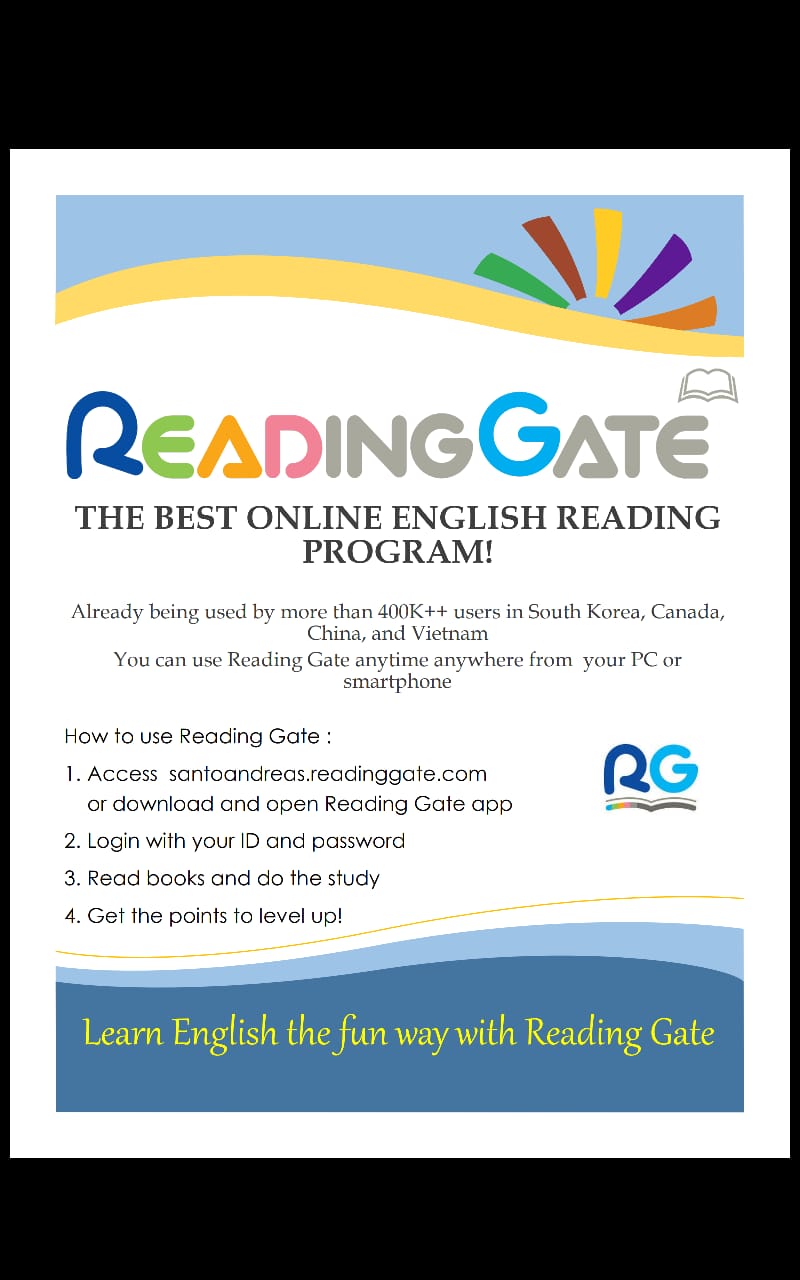 READINGGATE
THE BEST ONLINE ENGLISH READING
PROGRAM!
Already being used by more than 400K++ users in South Korea, Canada,
China, and Vietnam
You can use Reading Gate anytime anywhere from your PC or
smartphone
How to use Reading Gate :
1. Access santoandreas.readinggate.com
or download and open Reading Gate app
RG
2. Login with your ID and password
3. Read books and do the study
4. Get the points to level up!
Learn English the fun way with Reading Gate